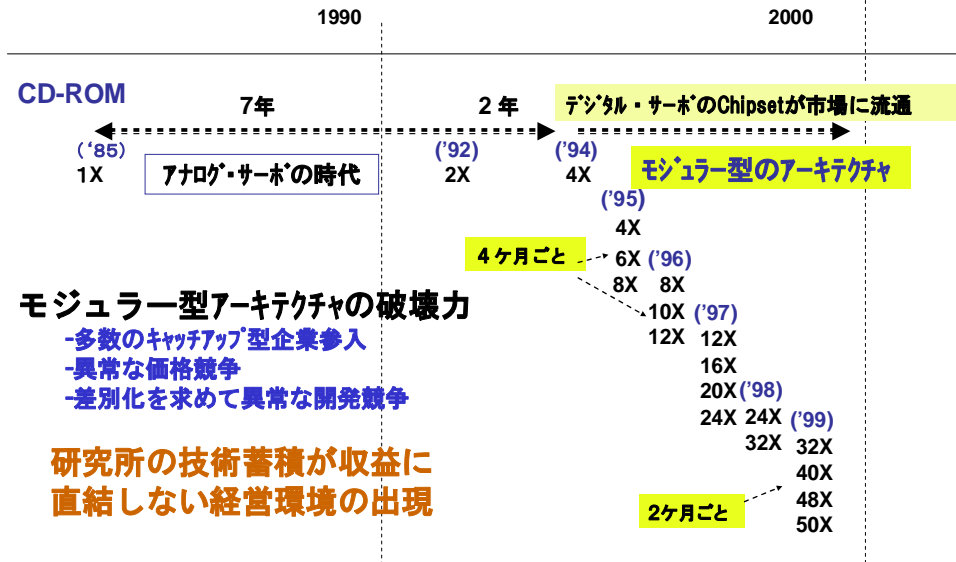 1990
2000
CD-ROM
7年
2 年
デジタル・サーボのChipsetが市場に流通
(‘85)
1X
アナログ・サーボの時代
(’92)
2X
(’94)
4X
モジュラー型のアーキテクチャ
(’95)
4X
6X
8X
4ケ月ごと
(’96)
8X
10X
12X
(’97)
12X
16X
20X
24X
(’98)
24X
32X
(’99)
32X
40X
48X
50X
2ケ月ごと
モジュラー型アーキテクチャの破壊力
-多数のキャッチアップ型企業参入
-異常な価格競争
-差別化を求めて異常な開発競争
研究所の技術蓄積が収益に
直結しない経営環境の出現